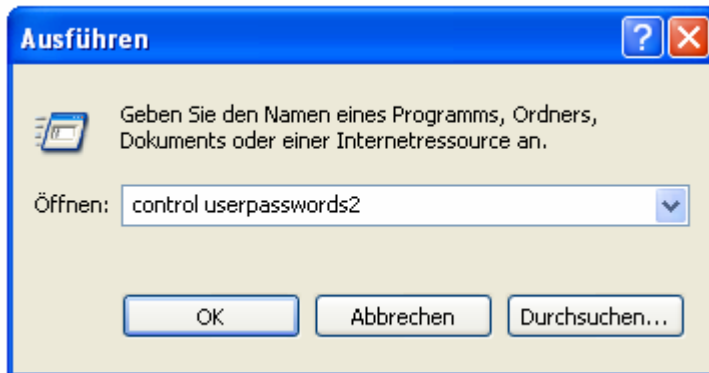 Ausführen
Geben Sie den Namen eines Programms, Ordners,
Dokuments oder einer Internetressource an.
Öffnen: control userpasswords2
OK Abbrechen Durchsuchen...